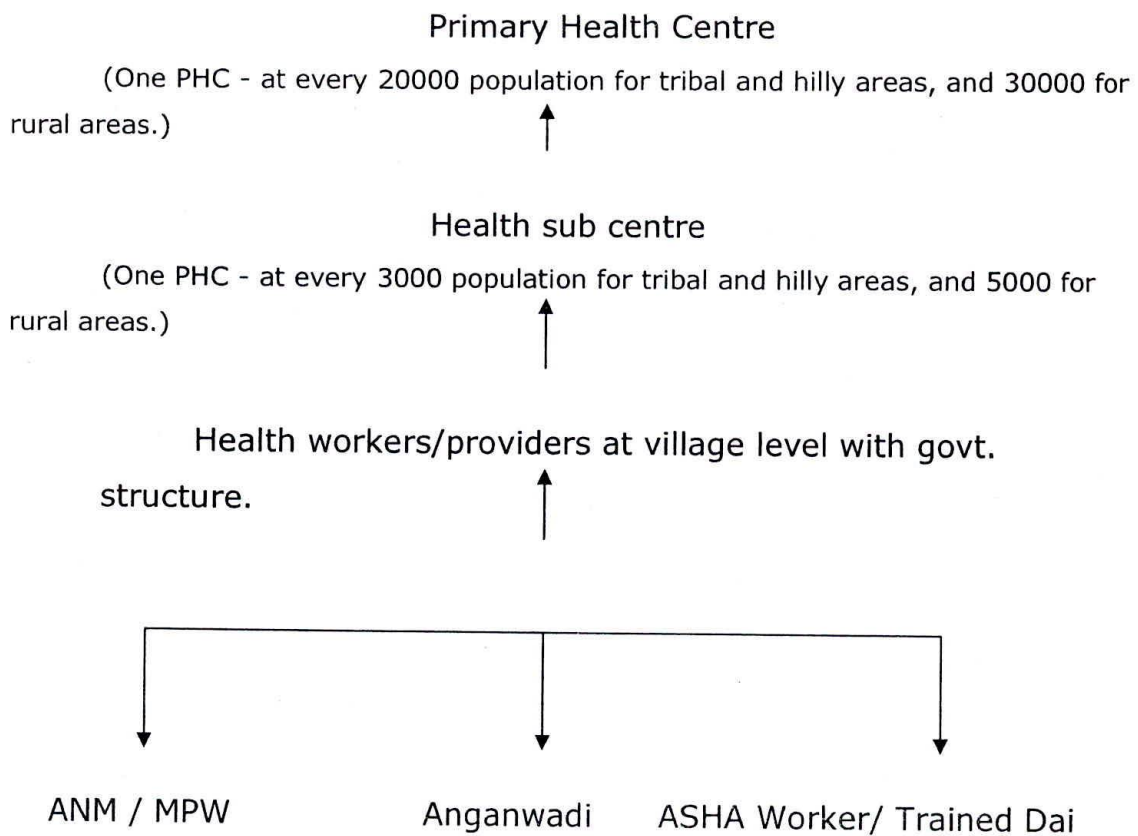 Primary Health Centre
(One PHC - at every 20000 population for tribal and hilly areas, and 30000 for
rural areas.)
Health sub centre
(One PHC - at every 3000 population for tribal and hilly areas, and 5000 for
rural areas.)
Health workers/providers at village level with govt.
structure.
ANM / MPW Anganwadi ASHA Worker/ Trained Dai